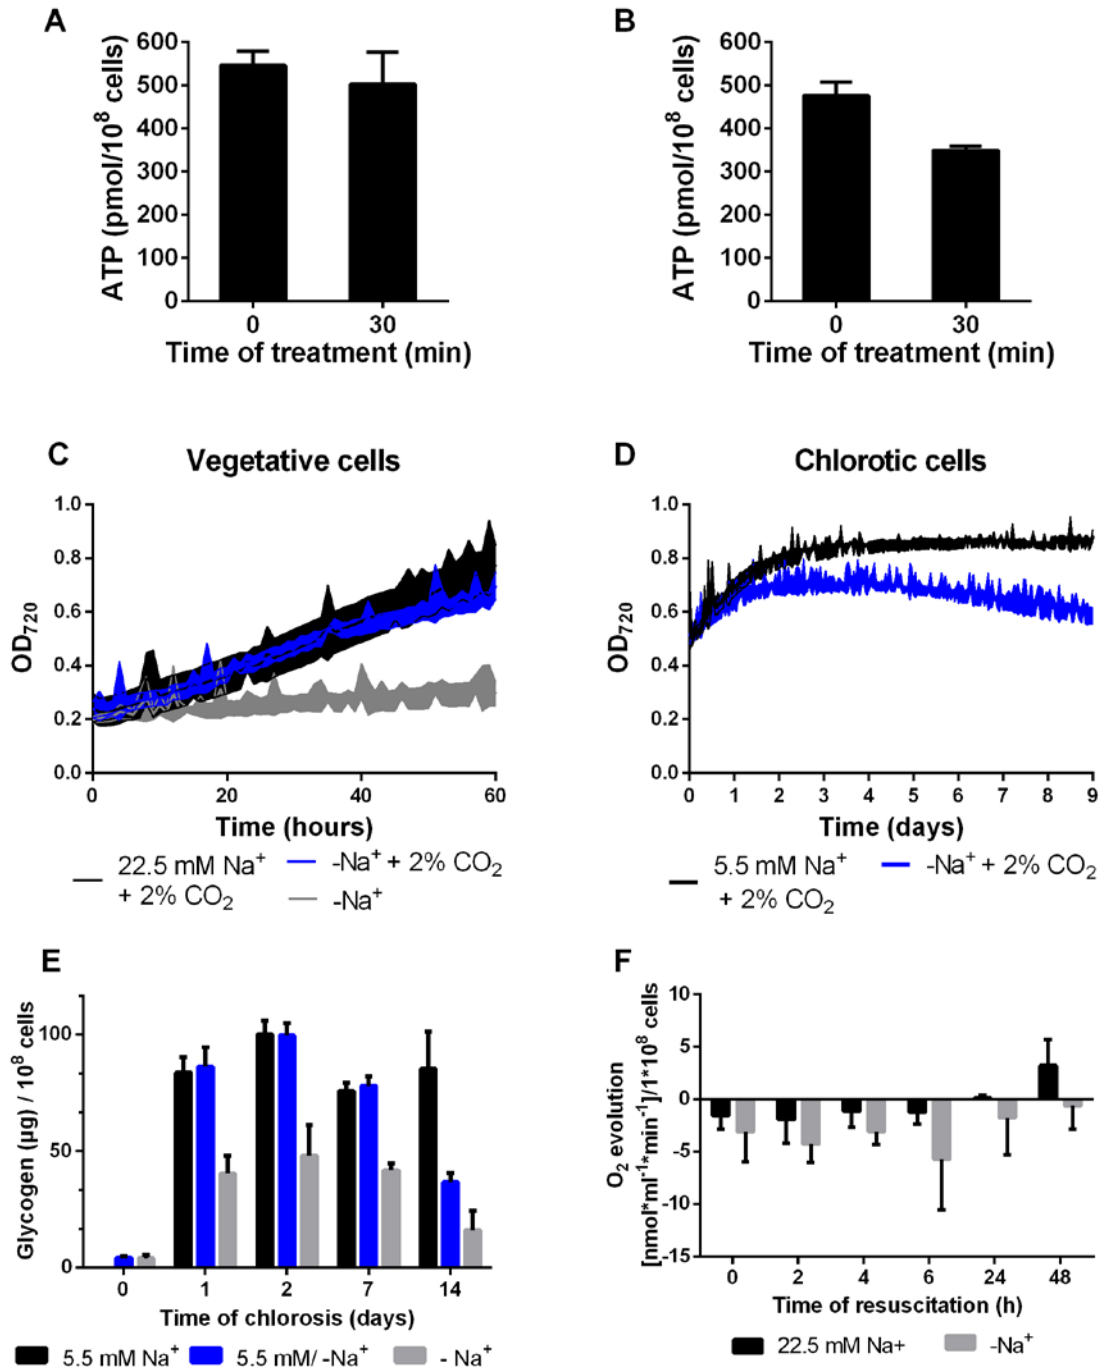 A
ATP (pmol/10⁸ cells)
600
500
400
300
200
100
0
0 30
Time of treatment (min)
B
ATP (pmol/10⁸ cells)
600
500
400
300
200
100
0
0 30
Time of treatment (min)
C
Vegetative cells
OD₇₂₀
1.0
0.8
0.6
0.4
0.2
0.0
0 20 40 60
Time (hours)
22.5 mM Na⁺
+ 2% CO₂
-Na⁺ + 2% CO₂
-Na⁺
D
Chlorotic cells
OD₇₂₀
1.0
0.8
0.6
0.4
0.2
0.0
0 1 2 3 4 5 6 7 8 9
Time (days)
5.5 mM Na⁺
+ 2% CO₂
-Na⁺ + 2% CO₂
E
Glycogen (µg) / 10⁸ cells
100
50
0
0 1 2 7 14
Time of chlorosis (days)
5.5 mM Na⁺ 5.5 mM/ -Na⁺ - Na⁺
F
O₂ evolution
[nmol*ml⁻¹*min⁻¹]/1*10⁸ cells
10
5
0
-5
-10
-15
0 2 4 6 24 48
Time of resuscitation (h)
22.5 mM Na+ -Na⁺